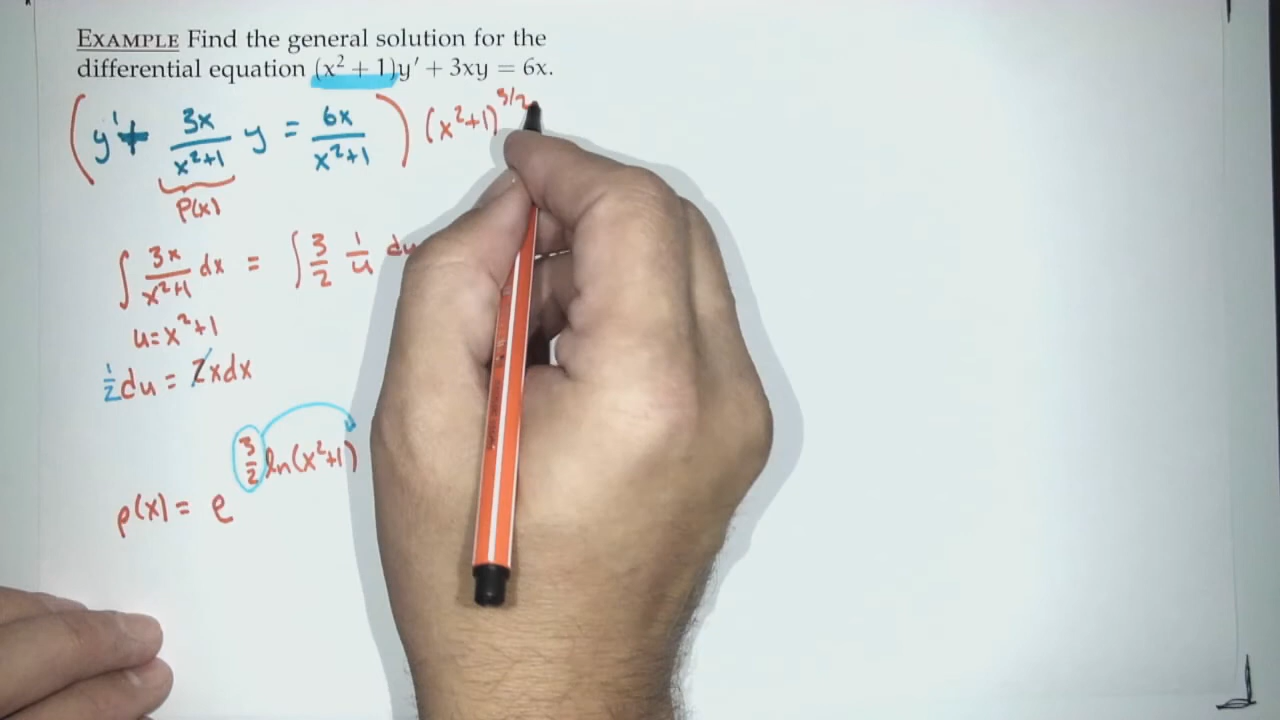 EXAMPLE Find the general solution for the
differential equation (x² + 1)y′ + 3xy = 6x.
(y' + 3x/(x²+1) y = 6x/(x²+1)) (x²+1)^3/2
P(x)
∫ 3x/(x²+1) dx = ∫ 3/2 1/u du
u = x²+1
1/2 du = 2xdx
ρ(x) = e^(3/2 ln(x²+1))